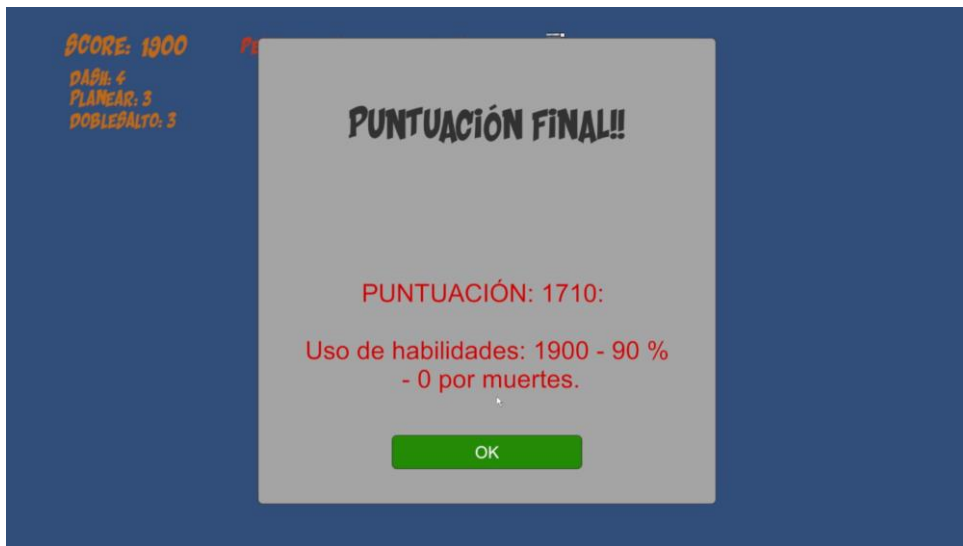 SCORE: 1900
DASH: 4
PLANEAR: 3
DOBLESALTO: 3
PUNTUACIÓN FINAL!!
PUNTUACIÓN: 1710:
Uso de habilidades: 1900 - 90 %
- 0 por muertes.
OK